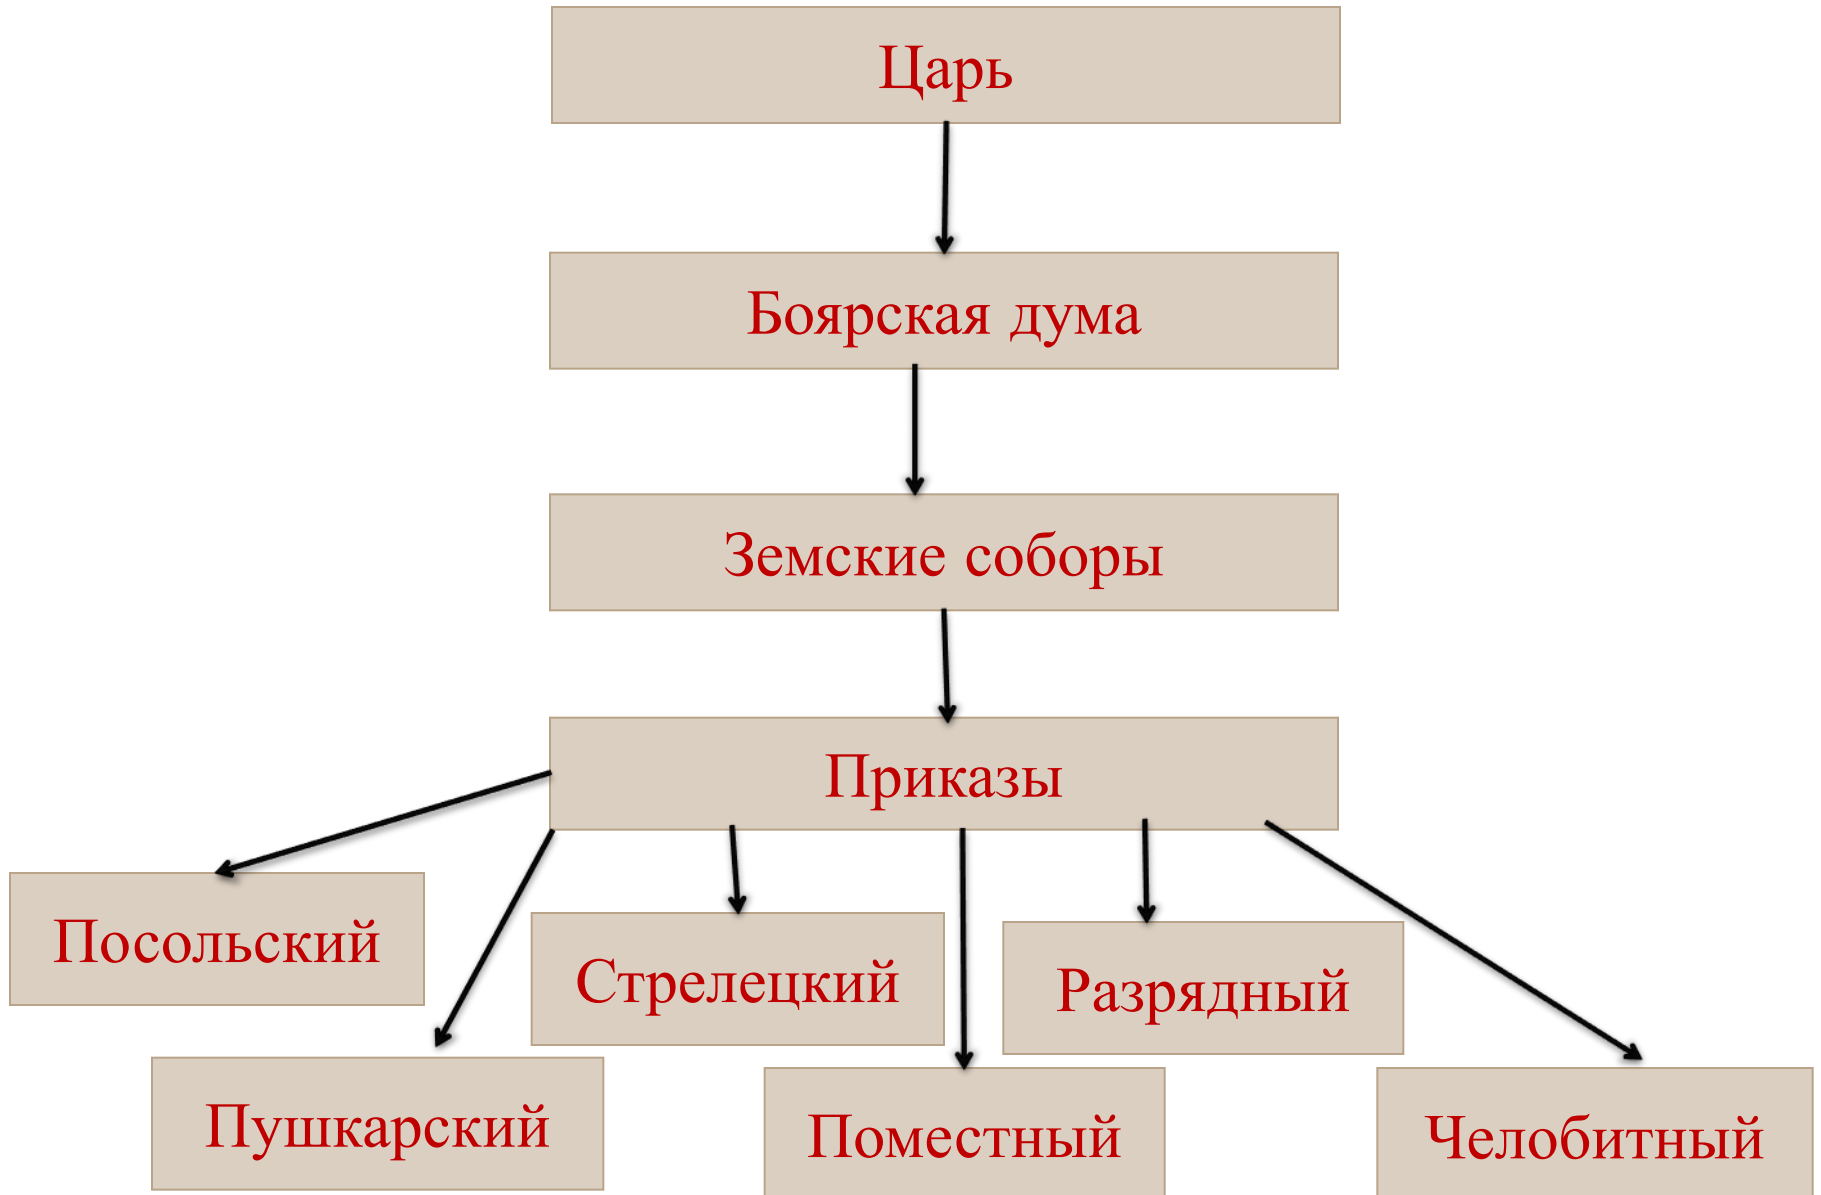 Царь
Боярская дума
Земские соборы
Приказы
Посольский
Стрелецкий
Разрядный
Пушкарский
Поместный
Челобитный